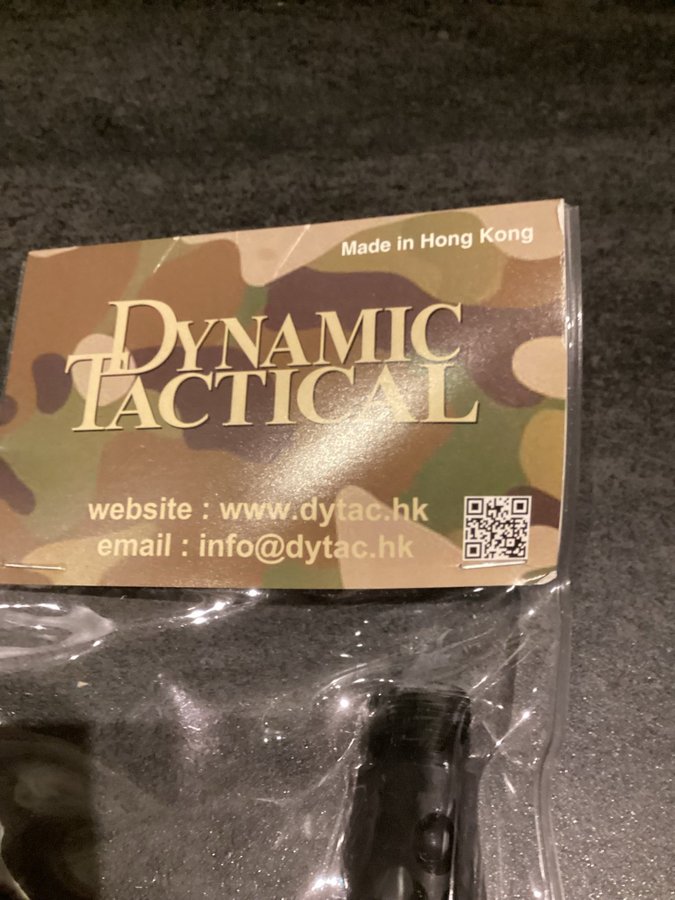 Made in Hong Kong
DYNAMIC
TACTICAL
website : www.dytac.hk
email : info@dytac.hk